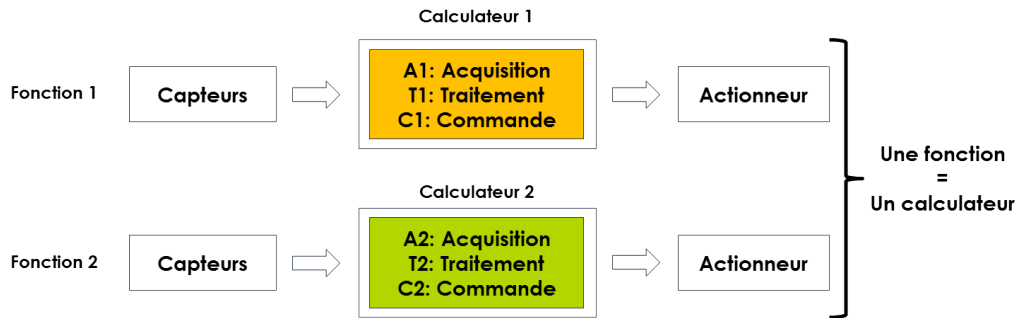 Calculateur 1
Fonction 1
Capteurs
A1: Acquisition
T1: Traitement
C1: Commande
Actionneur
Une fonction
=
Un calculateur
Calculateur 2
Fonction 2
Capteurs
A2: Acquisition
T2: Traitement
C2: Commande
Actionneur